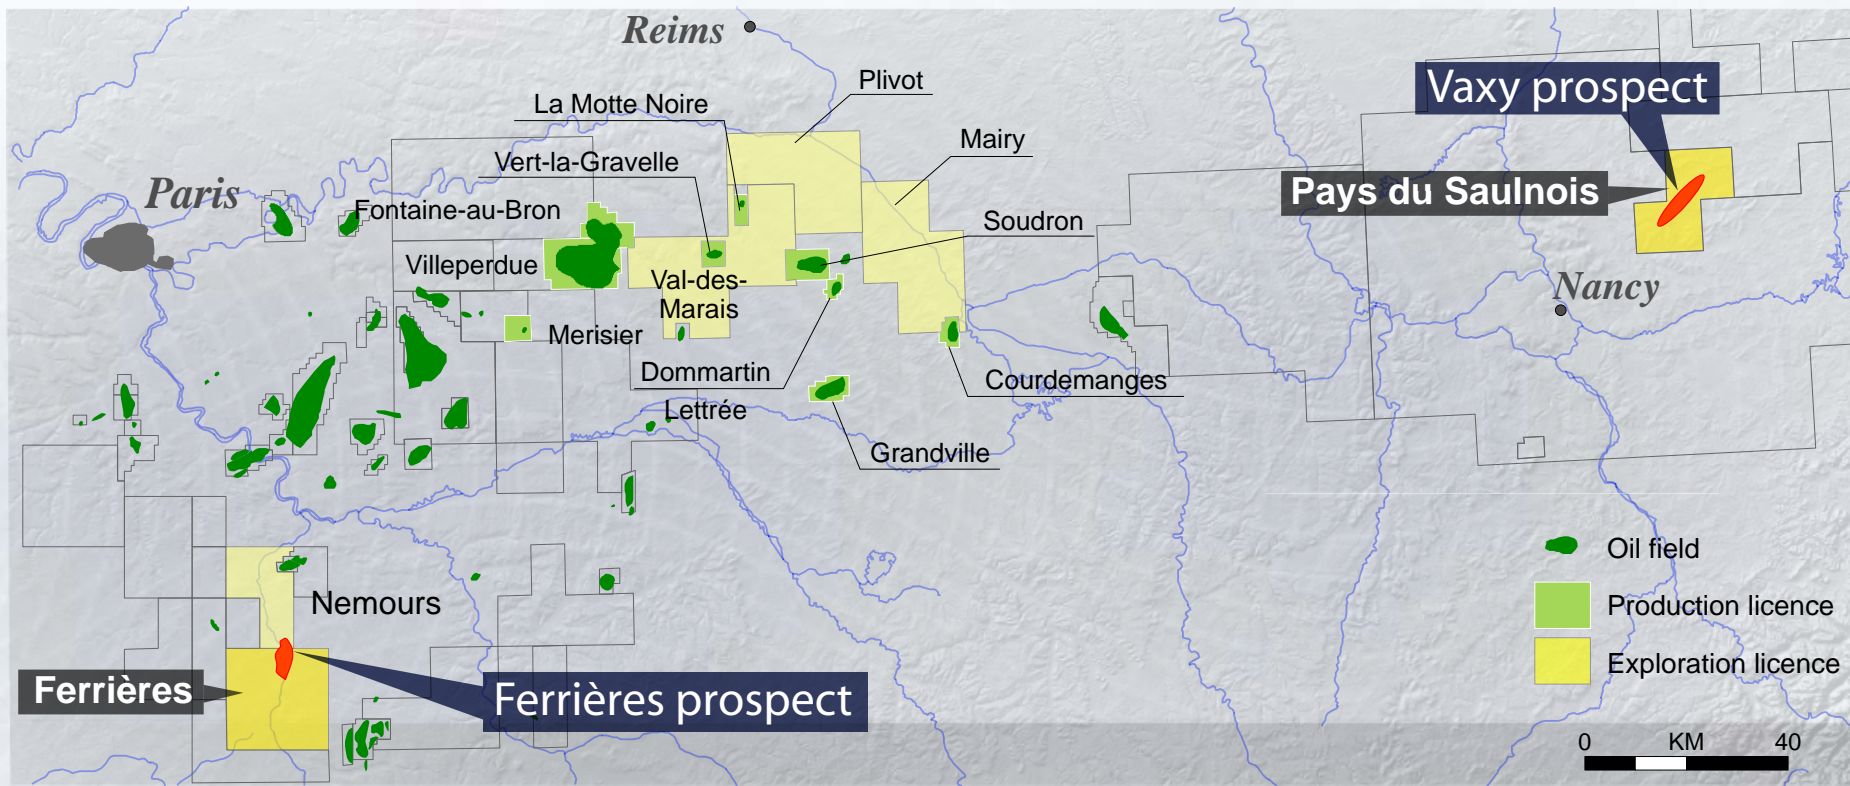 Reims
Plivot
Vaxy prospect
La Motte Noire
Mairy
Vert-la-Gravelle
Paris
Pays du Saulnois
Fontaine-au-Bron
Soudron
Villeperdue
Val-des-
Marais
Nancy
Merisier
Dommartin
Lettrée
Courdemanges
Grandville
Oil field
Nemours
Production licence
Exploration licence
Ferrières
Ferrières prospect
0 KM 40